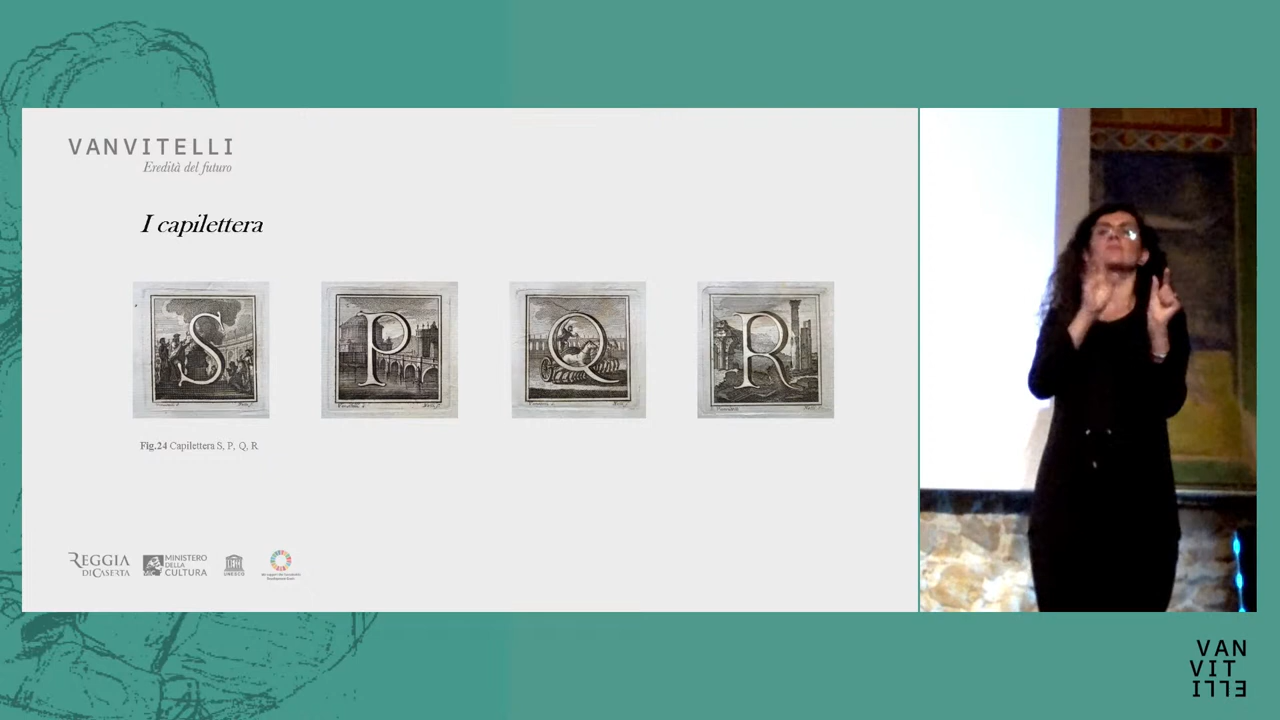 VANVITELLI
Eredità del futuro
I capilettera
S
P
Q
R
Fig.24 Capilettera S, P, Q, R
REGGIA
DI CASERTA
MINISTERO
DELLA
CULTURA
UNESCO
VAN
VIT
ELLI